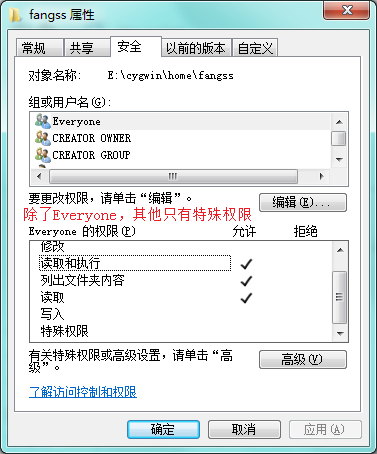 fangss 属性
常规 共享 安全 以前的版本 自定义
对象名称: E:\cygwin\home\fangss
组或用户名(G):
Everyone
CREATOR OWNER
CREATOR GROUP
要更改权限，请单击“编辑”。 编辑(E)...
除了Everyone，其他只有特殊权限
Everyone 的权限(P) 允许 拒绝
修改
读取和执行
列出文件夹内容
读取
写入
特殊权限
有关特殊权限或高级设置，请单击“高 高级(V)
级”。
了解访问控制和权限
确定 取消 应用(A)